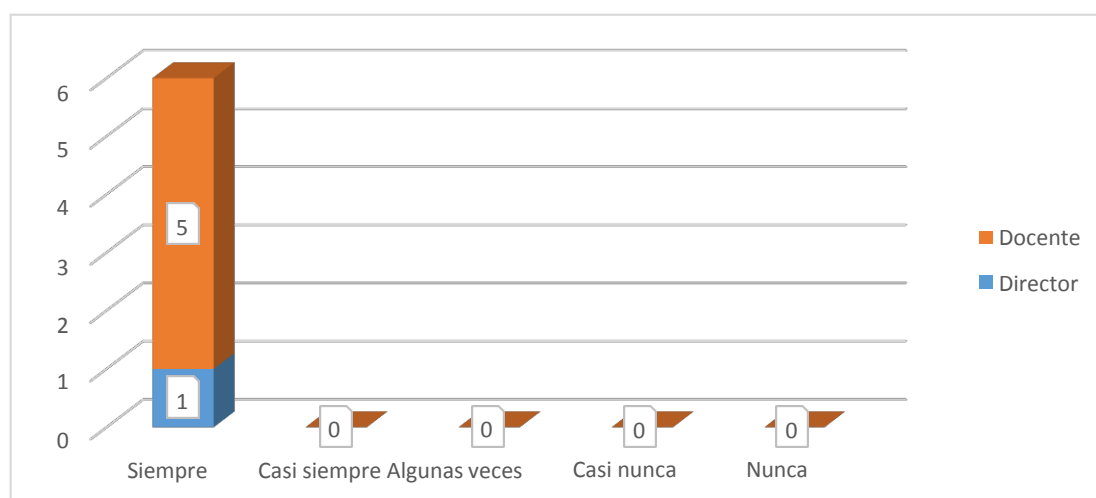 6
5
4
3
2
1
0
5
1
0
0
0
0
Siempre
Casi siempre
Algunas veces
Casi nunca
Nunca
Docente
Director